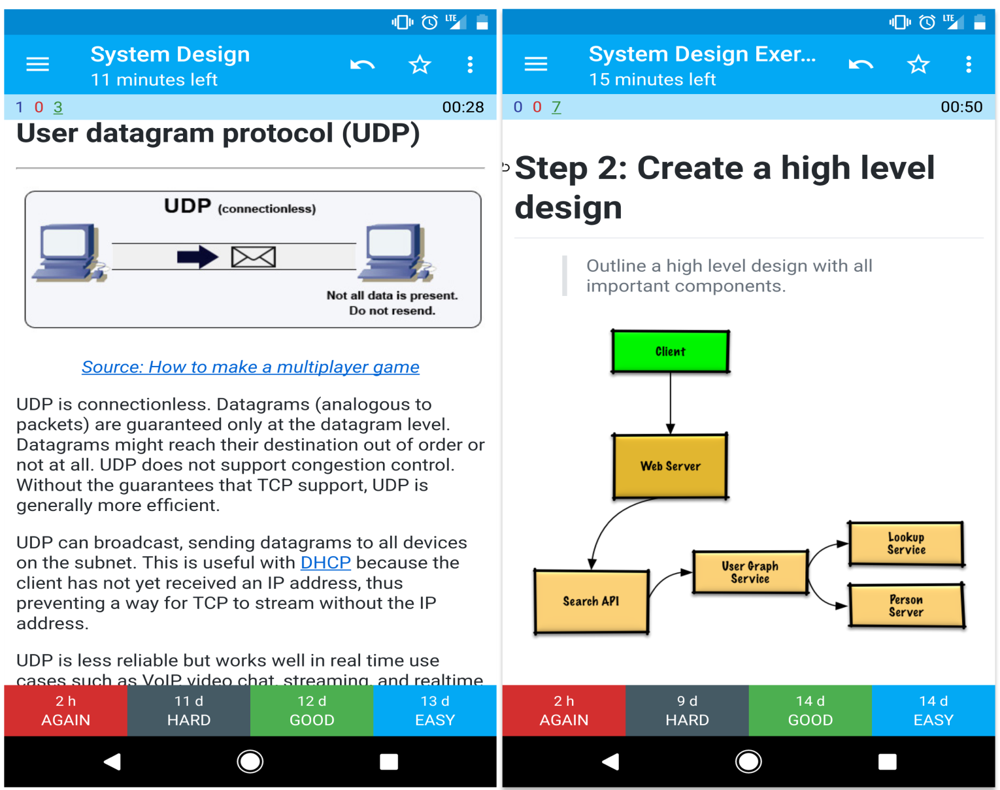 LTE
System Design
11 minutes left
1 0 3
00:28
User datagram protocol (UDP)
UDP (connectionless)
Not all data is present.
Do not resend.
Source: How to make a multiplayer game
UDP is connectionless. Datagrams (analogous to
packets) are guaranteed only at the datagram level.
Datagrams might reach their destination out of order or
not at all. UDP does not support congestion control.
Without the guarantees that TCP support, UDP is
generally more efficient.
UDP can broadcast, sending datagrams to all devices
on the subnet. This is useful with DHCP because the
client has not yet received an IP address, thus
preventing a way for TCP to stream without the IP
address.
UDP is less reliable but works well in real time use
cases such as VoIP, video chat, streaming, and realtime
2 h
AGAIN
11 d
HARD
12 d
GOOD
13 d
EASY
LTE
System Design Exer...
15 minutes left
0 0 7
00:50
Step 2: Create a high level
design
Outline a high level design with all
important components.
Client
Web Server
Lookup
Service
User Graph
Service
Search API
Person
Server
2 h
AGAIN
9 d
HARD
14 d
GOOD
14 d
EASY